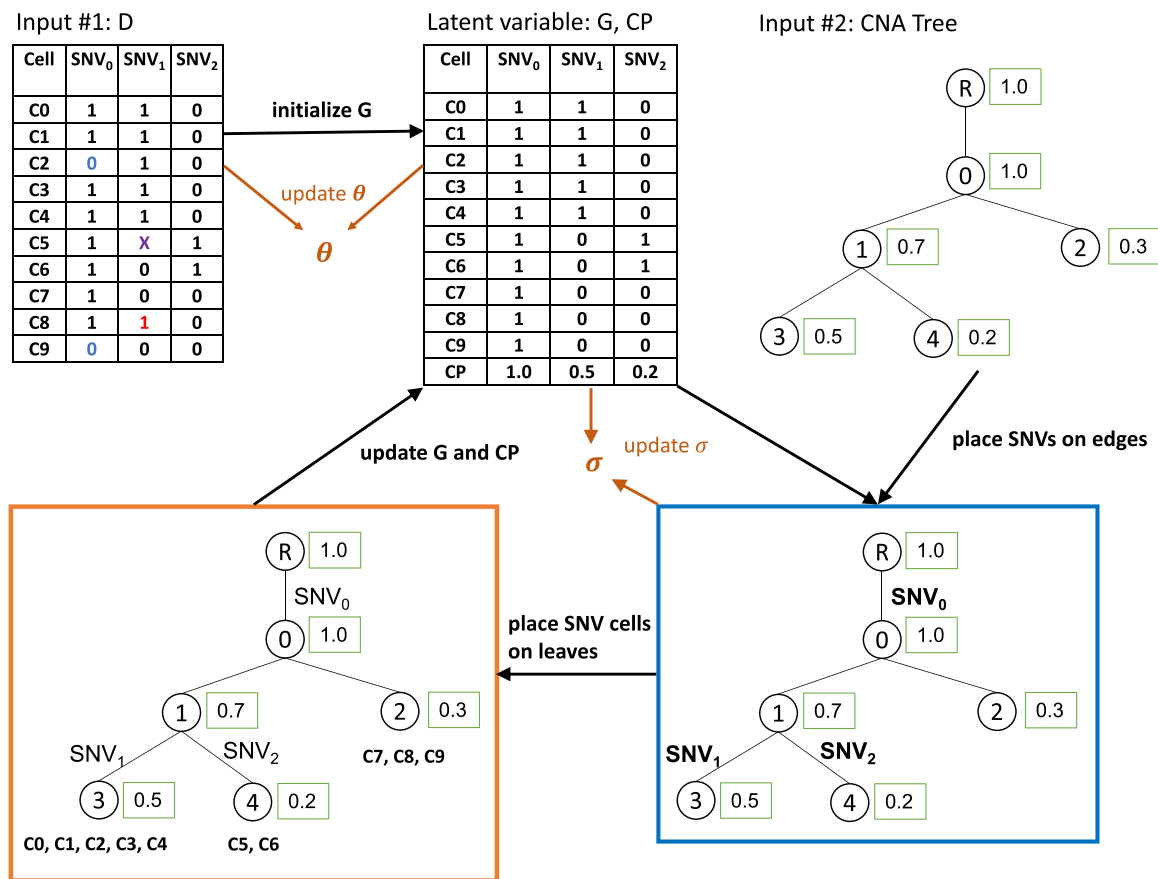 Input #1: D
Cell SNV₀ SNV₁ SNV₂
C0 1 1 0
C1 1 1 0
C2 0 1 0
C3 1 1 0
C4 1 1 0
C5 1 X 1
C6 1 0 1
C7 1 0 0
C8 1 1 0
C9 0 0 0
initialize G
update θ
θ
Latent variable: G, CP
Cell SNV₀ SNV₁ SNV₂
C0 1 1 0
C1 1 1 0
C2 1 1 0
C3 1 1 0
C4 1 1 0
C5 1 0 1
C6 1 0 1
C7 1 0 0
C8 1 0 0
C9 1 0 0
CP 1.0 0.5 0.2
Input #2: CNA Tree
R 1.0
0 1.0
1 0.7 2 0.3
3 0.5 4 0.2
place SNVs on edges
update G and CP
update σ
σ
R 1.0
SNV₀
0 1.0
1 0.7 2 0.3
SNV₁ SNV₂ C7, C8, C9
3 0.5 4 0.2
C0, C1, C2, C3, C4 C5, C6
place SNV cells
on leaves
R 1.0
SNV₀
0 1.0
1 0.7 2 0.3
SNV₁ SNV₂
3 0.5 4 0.2